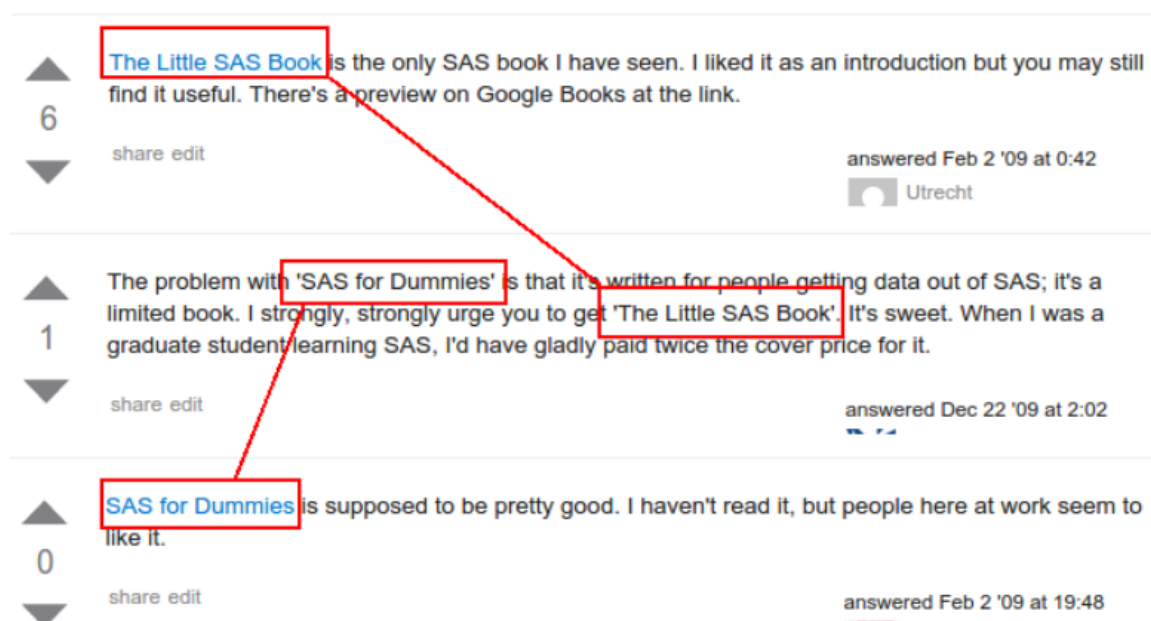 The Little SAS Book is the only SAS book I have seen. I liked it as an introduction but you may still
find it useful. There's a preview on Google Books at the link.
6
share edit
answered Feb 2 '09 at 0:42
Utrecht
The problem with 'SAS for Dummies' is that it's written for people getting data out of SAS; it's a
limited book. I strongly, strongly urge you to get 'The Little SAS Book'. It's sweet. When I was a
1
graduate student learning SAS, I'd have gladly paid twice the cover price for it.
share edit
answered Dec 22 '09 at 2:02
SAS for Dummies is supposed to be pretty good. I haven't read it, but people here at work seem to
like it.
0
share edit
answered Feb 2 '09 at 19:48